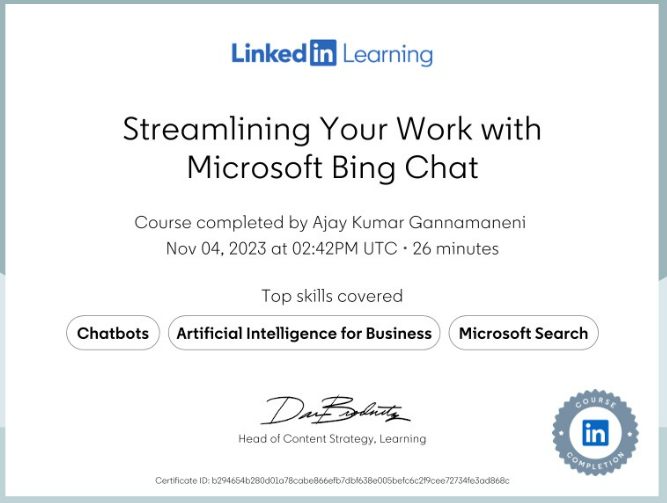 Linked in Learning
Streamlining Your Work with
Microsoft Bing Chat
Course completed by Ajay Kumar Gannamaneni
Nov 04, 2023 at 02:42PM UTC • 26 minutes
Top skills covered
Chatbots
Artificial Intelligence for Business
Microsoft Search
Head of Content Strategy, Learning
COURSE
in
COMPLETION
Certificate ID: b294654b280d01a78cabe866efb7dbf638e005befc6c2f9cee72734fe3ad868c